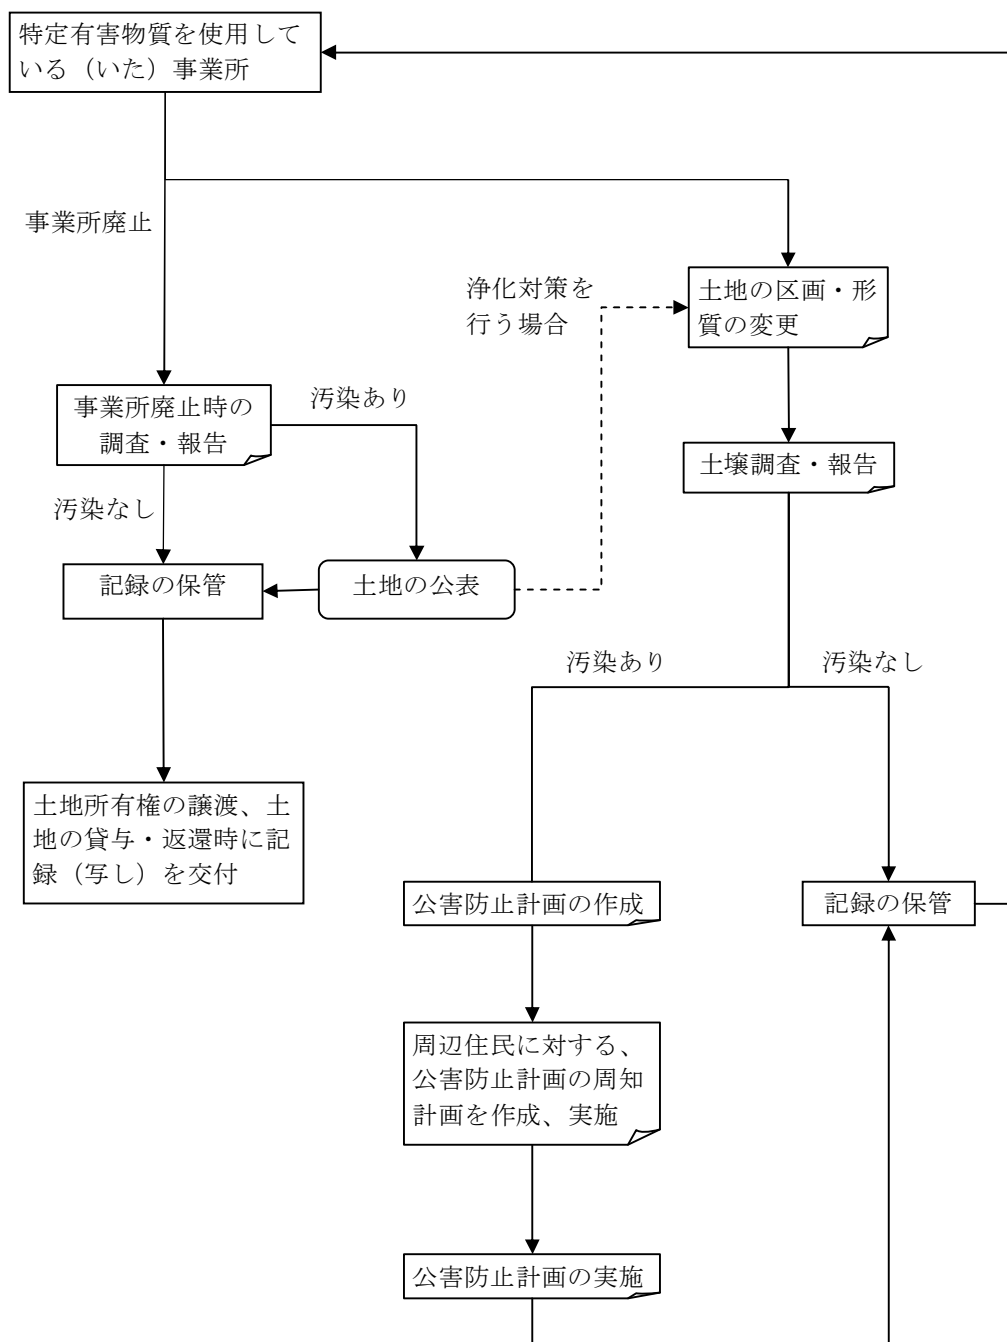 特定有害物質を使用して
いる（いた）事業所
事業所廃止
浄化対策を
行う場合
土地の区画・形
質の変更
事業所廃止時の
調査・報告
汚染あり
土壌調査・報告
汚染なし
記録の保管
土地の公表
汚染あり
汚染なし
土地所有権の譲渡、土
地の貸与・返還時に記
録（写し）を交付
公害防止計画の作成
記録の保管
周辺住民に対する、
公害防止計画の周知
計画を作成、実施
公害防止計画の実施